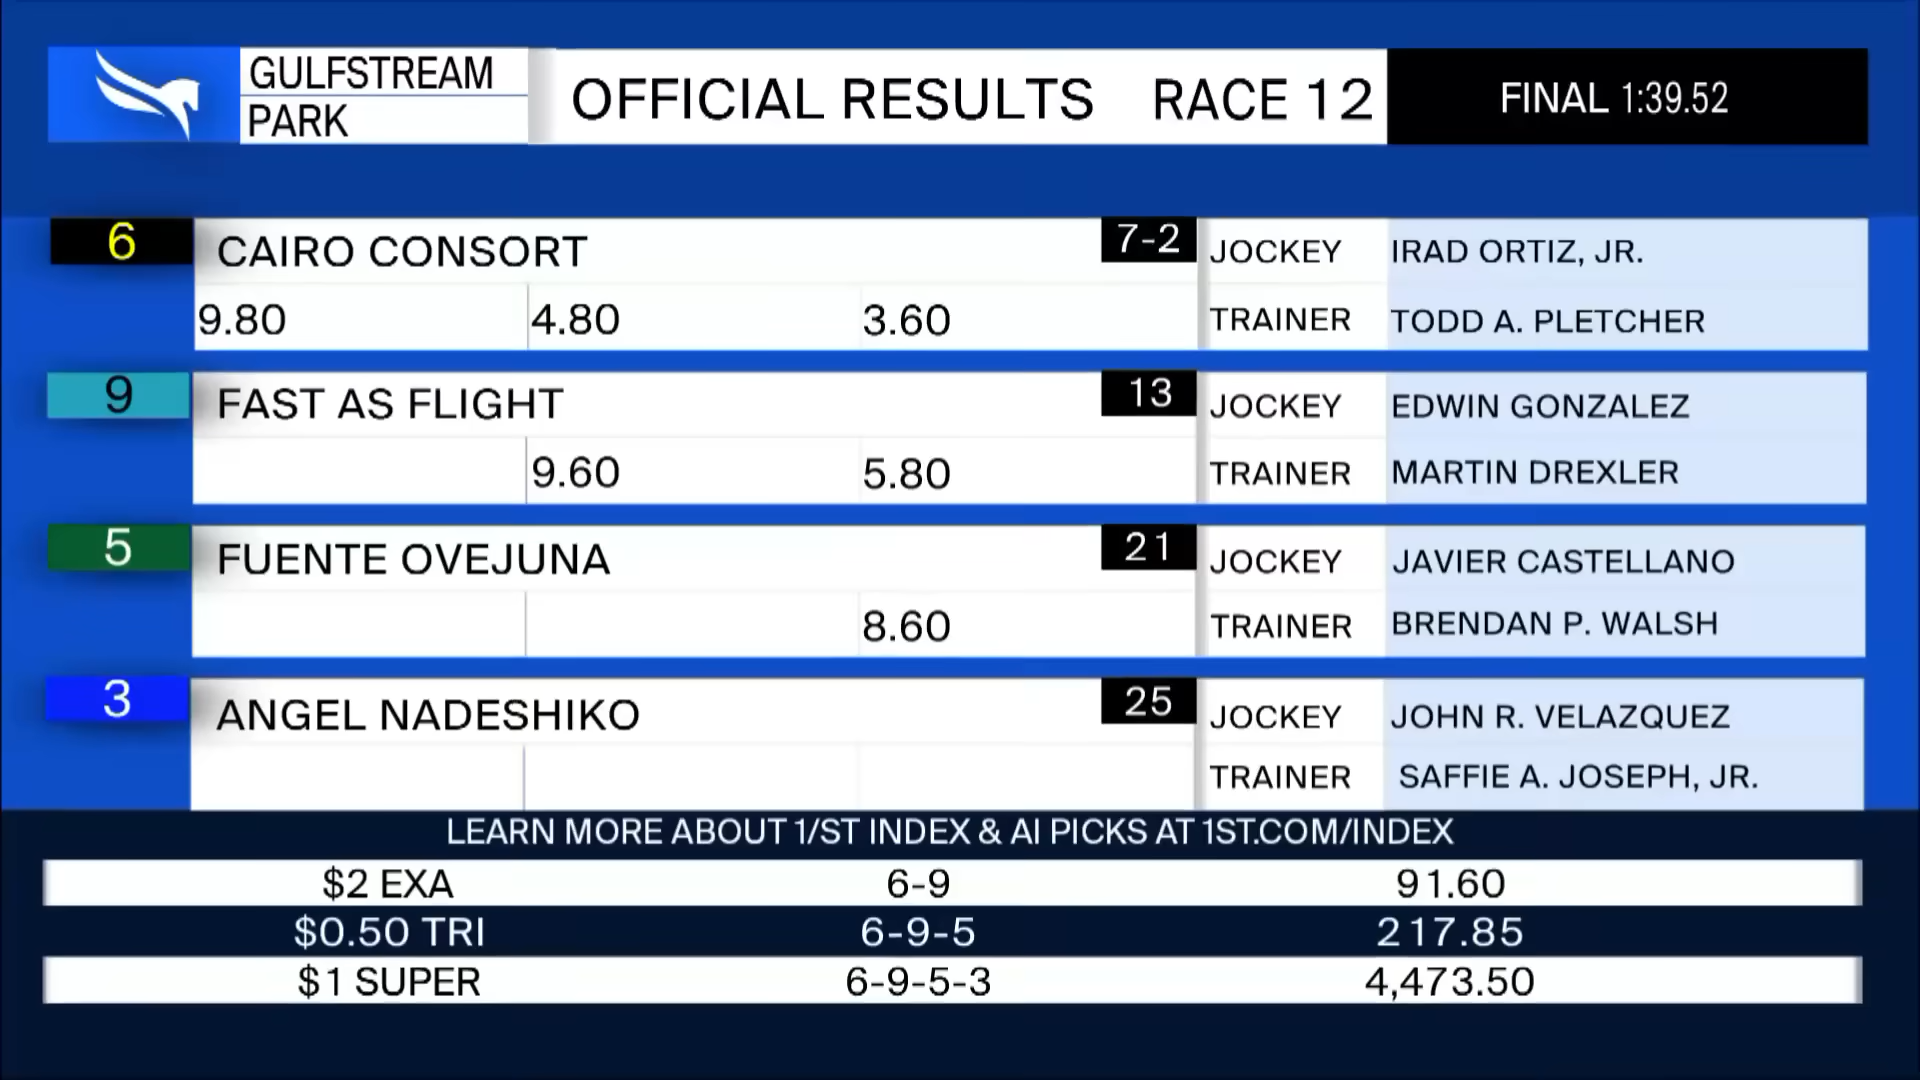 GULFSTREAM
PARK
OFFICIAL RESULTS RACE 12
FINAL 1:39.52
6 CAIRO CONSORT 7-2 JOCKEY IRAD ORTIZ, JR.
9.80 4.80 3.60 TRAINER TODD A. PLETCHER
9 FAST AS FLIGHT 13 JOCKEY EDWIN GONZALEZ
9.60 5.80 TRAINER MARTIN DREXLER
5 FUENTE OVEJUNA 21 JOCKEY JAVIER CASTELLANO
8.60 TRAINER BRENDAN P. WALSH
3 ANGEL NADESHIKO 25 JOCKEY JOHN R. VELAZQUEZ
TRAINER SAFFIE A. JOSEPH, JR.
LEARN MORE ABOUT 1/ST INDEX & AI PICKS AT 1ST.COM/INDEX
$2 EXA 6-9 91.60
$0.50 TRI 6-9-5 217.85
$1 SUPER 6-9-5-3 4,473.50